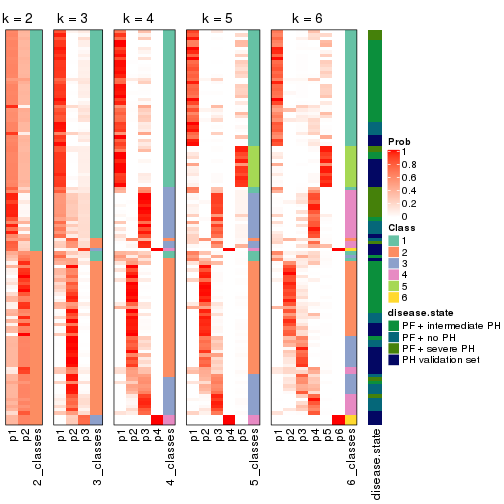 k = 2
k = 3
k = 4
k = 5
k = 6
p1
p2
2_classes
p1
p2
p3
3_classes
p1
p2
p3
p4
4_classes
p1
p2
p3
p4
p5
5_classes
p1
p2
p3
p4
p5
p6
6_classes
disease.state
Prob
1
0.8
0.6
0.4
0.2
0
Class
1
2
3
4
5
6
disease.state
PF + intermediate PH
PF + no PH
PF + severe PH
PH validation set